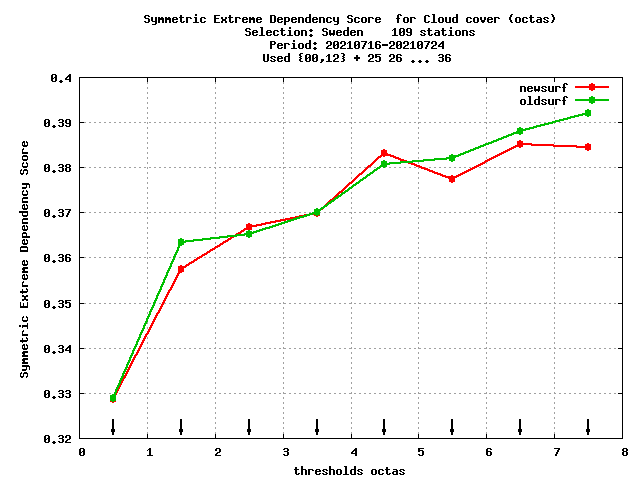 Symmetric Extreme Dependency Score  for Cloud cover (octas)
Selection: Sweden    109 stations
Period: 20210716-20210724
Used {00,12} + 25 26 ... 36
newsurf
oldsurf
0.4
0.39
0.38
0.37
0.36
0.35
0.34
0.33
0.32
Symmetric Extreme Dependency Score
0 1 2 3 4 5 6 7 8
thresholds octas